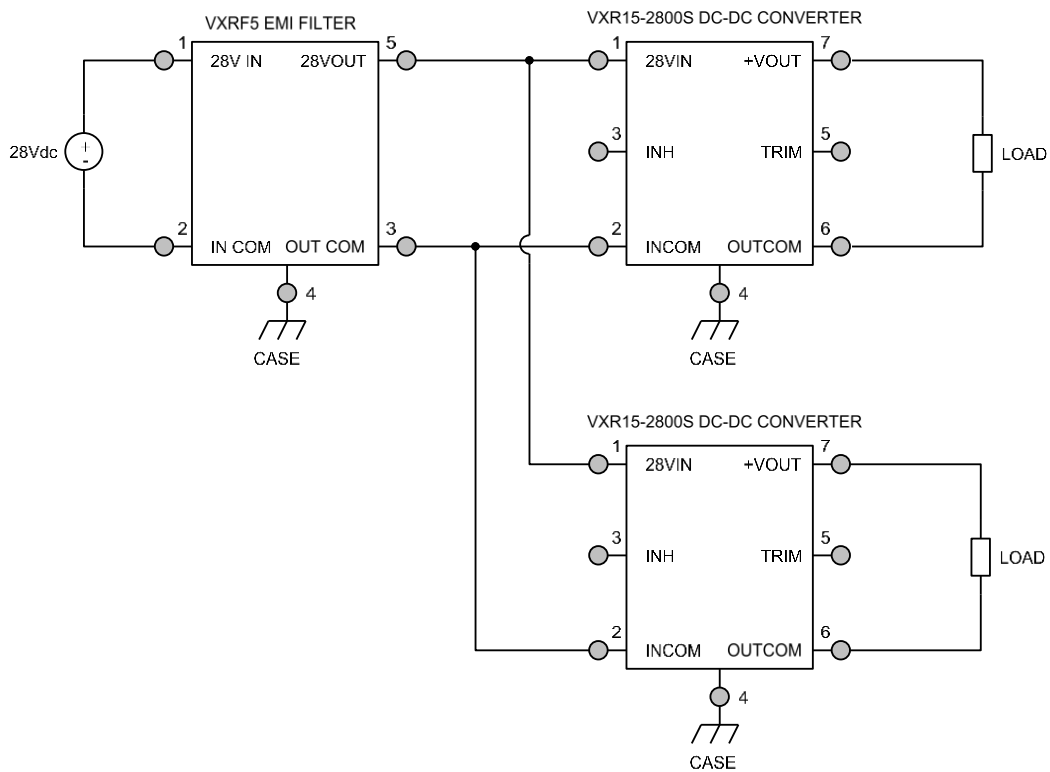 VXRF5 EMI FILTER
VXR15-2800S DC-DC CONVERTER
1
5
1
7
28V IN
28VOUT
28VIN
+VOUT
3
5
28Vdc
+
-
INH
TRIM
LOAD
2
3
2
6
IN COM
OUT COM
INCOM
OUTCOM
4
4
CASE
CASE
VXR15-2800S DC-DC CONVERTER
1
7
28VIN
+VOUT
3
5
INH
TRIM
LOAD
2
6
INCOM
OUTCOM
4
CASE